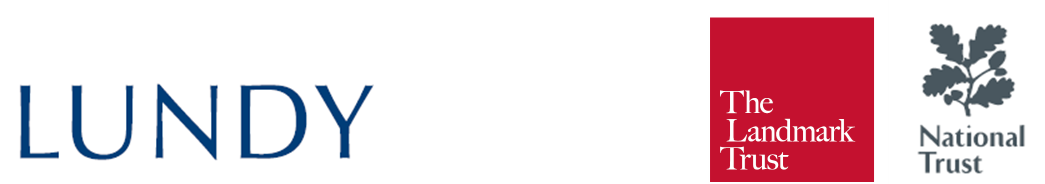 LUNDY
The
Landmark
Trust
National
Trust